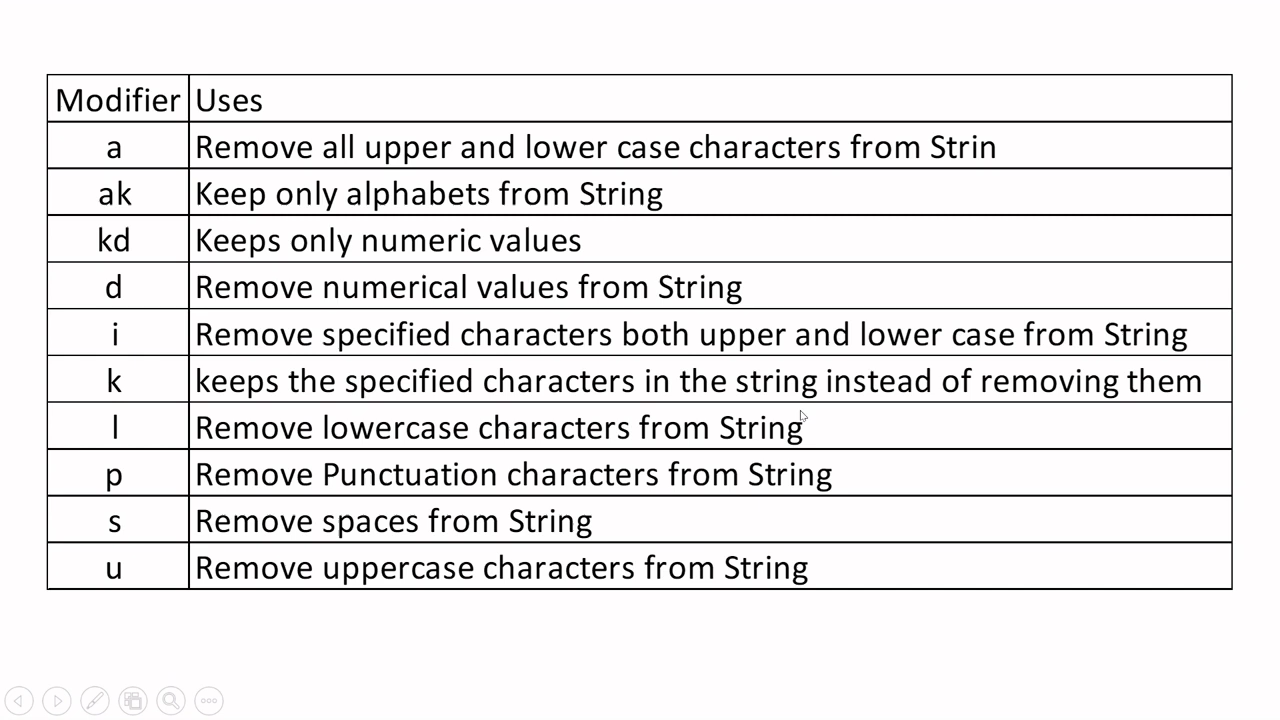 Modifier Uses
a Remove all upper and lower case characters from Strin
ak Keep only alphabets from String
kd Keeps only numeric values
d Remove numerical values from String
i Remove specified characters both upper and lower case from String
k keeps the specified characters in the string instead of removing them
l Remove lowercase characters from String
p Remove Punctuation characters from String
s Remove spaces from String
u Remove uppercase characters from String